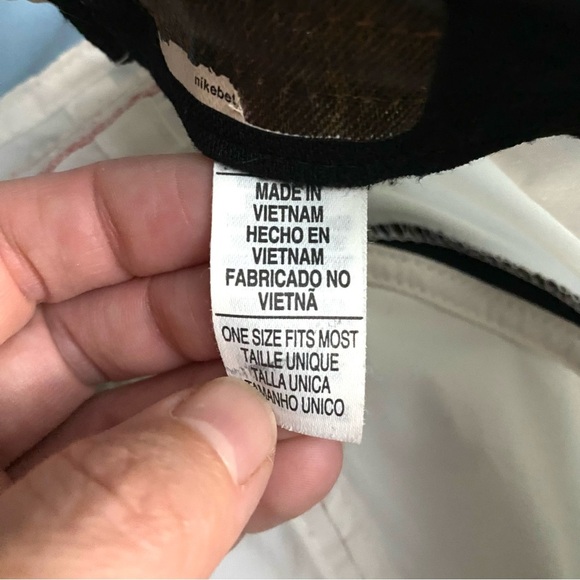 nikebet
MADE IN
VIETNAM
HECHO EN
VIETNAM
FABRICADO NO
VIETNÃ
ONE SIZE FITS MOST
TAILLE UNIQUE
TALLA UNICA
TAMANHO UNICO